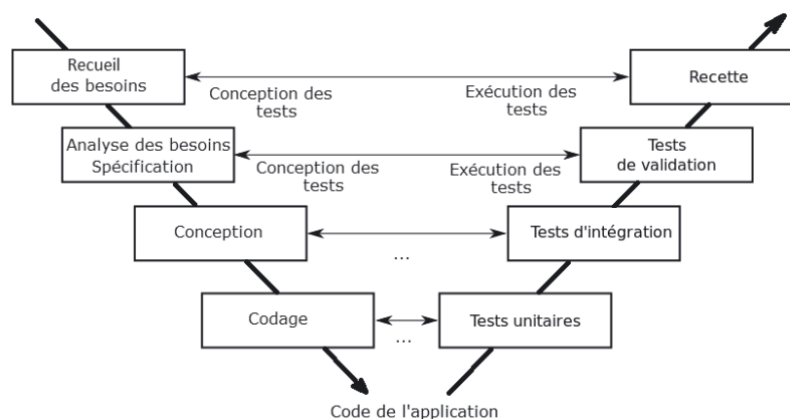 Recueil
des besoins
Recette
Conception des
tests
Exécution des
tests
Analyse des besoins
Spécification
Tests
de validation
Conception des
tests
Exécution des
tests
Conception
Tests d'intégration
...
Codage
Tests unitaires
...
Code de l'application